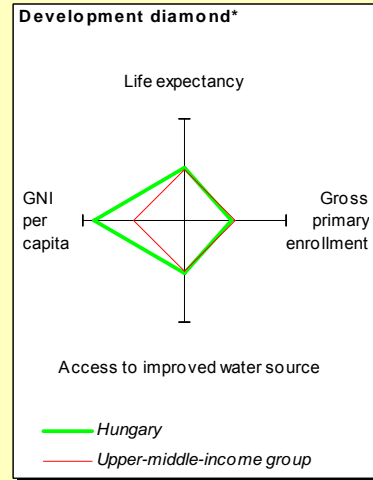 Development diamond*
Life expectancy
GNI
per
capita
Gross
primary
enrollment
Access to improved water source
Hungary
Upper-middle-income group